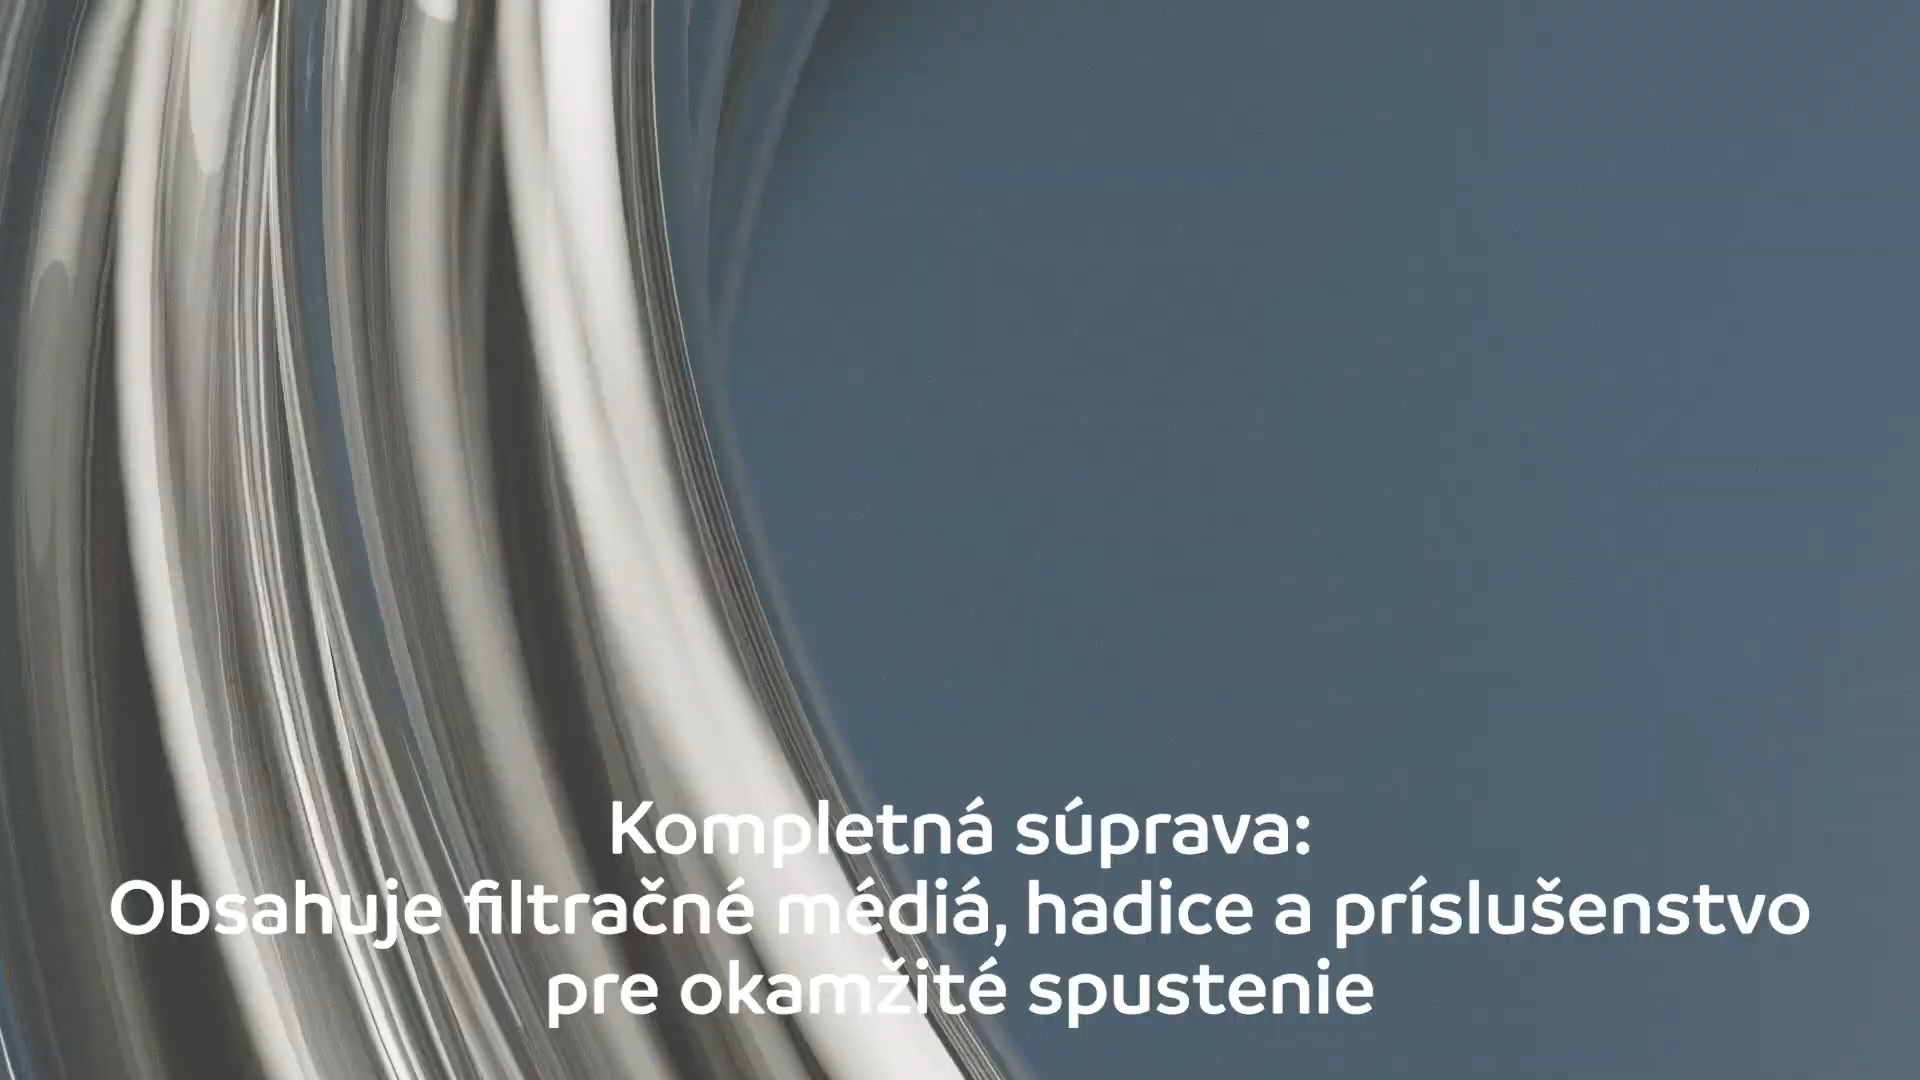 Kompletná súprava:
Obsahuje filtračné médiá, hadice a príslušenstvo
pre okamžité spustenie